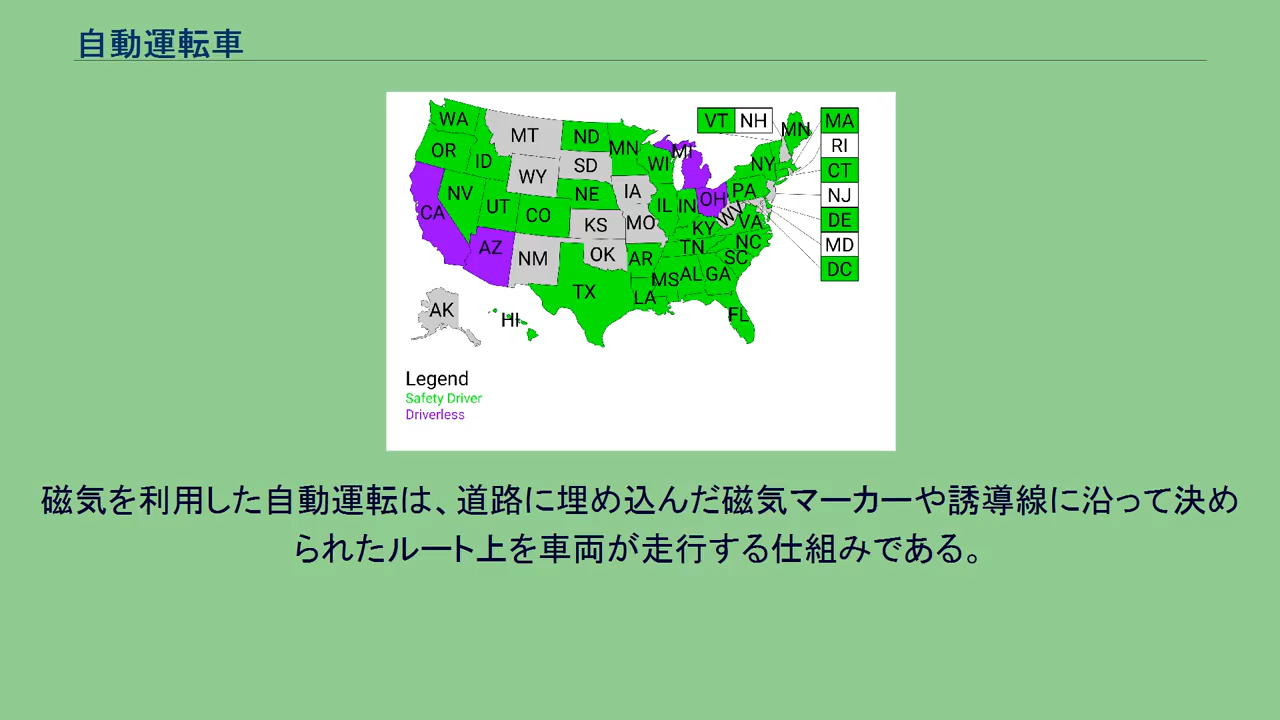 自動運転車
WA
MT
ND
MN
VT
NH
MN
MA
OR
ID
SD
WI
MI
NY
RI
WY
CT
NV
NE
IA
PA
NJ
CA
UT
CO
IL
IN
OH
WV
VA
DE
KS
MO
KY
NC
MD
AZ
NM
OK
AR
TN
SC
DC
TX
LA
MS
AL
GA
AK
HI
FL
Legend
Safety Driver
Driverless
磁気を利用した自動運転は、道路に埋め込んだ磁気マーカーや誘導線に沿って決め
られたルート上を車両が走行する仕組みである。